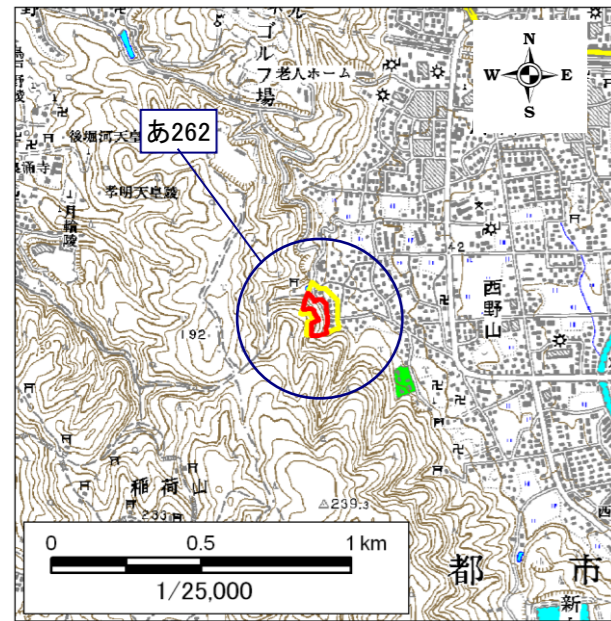 ゴルフ場
老人ホーム
N
W E
S
あ262
後堀河天皇
孝明天皇陵
月輪陵
42
西野山
192
稲荷山
233
239.3
0 0.5 1 km
1/25,000
都市
新
西